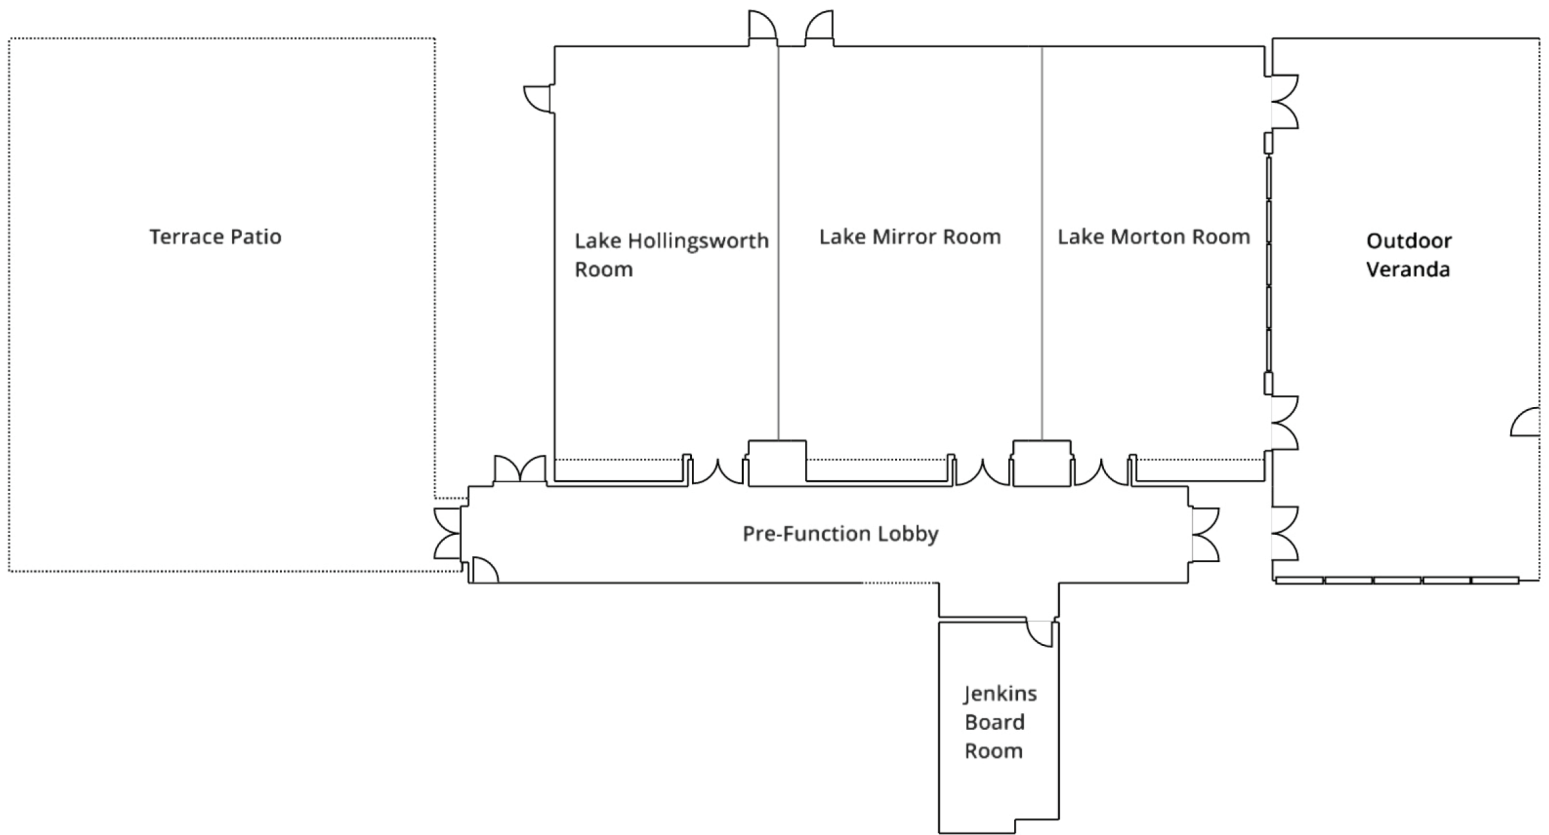 Terrace Patio
Lake Hollingsworth
Room
Lake Mirror Room
Lake Morton Room
Outdoor
Veranda
Pre-Function Lobby
Jenkins
Board
Room